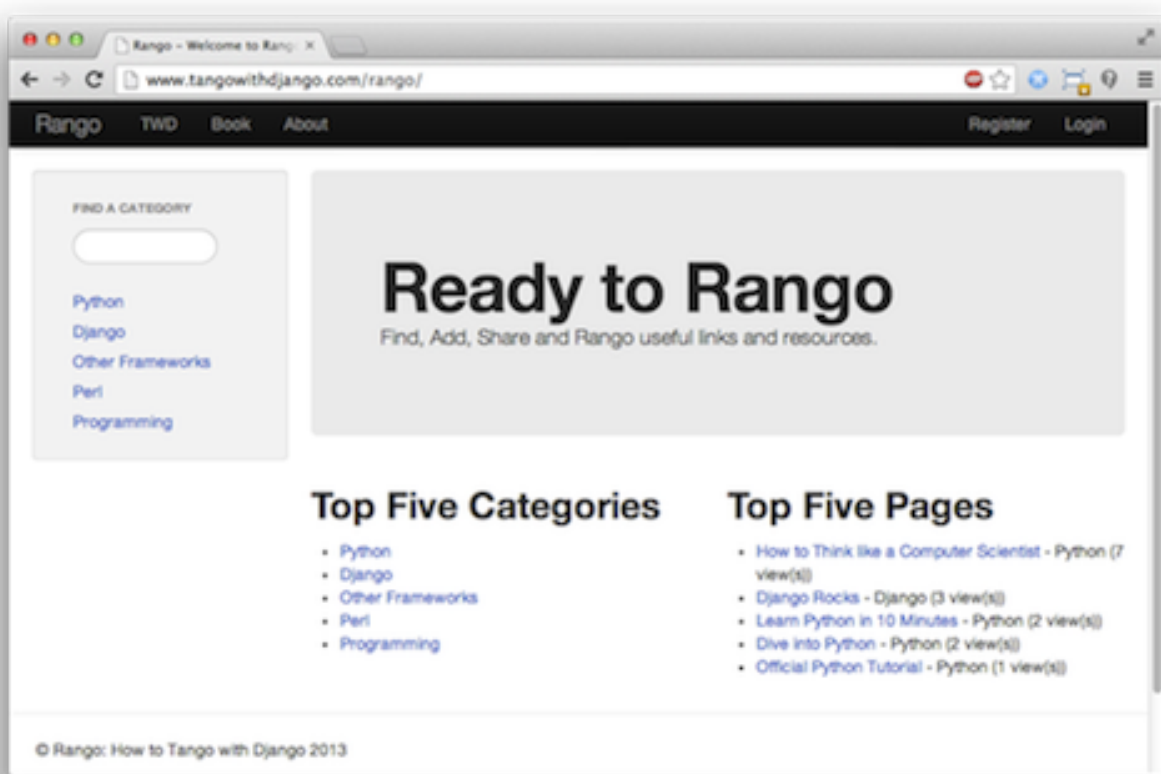 Rango - Welcome to Rang
www.tangowithdjango.com/rango/
Rango TWD Book About Register Login
FIND A CATEGORY
Python
Django
Other Frameworks
Perl
Programming
Ready to Rango
Find, Add, Share and Rango useful links and resources.
Top Five Categories
Python
Django
Other Frameworks
Perl
Programming
Top Five Pages
How to Think like a Computer Scientist - Python (7
view(s))
Django Rocks - Django (3 view(s))
Learn Python in 10 Minutes - Python (2 view(s))
Dive into Python - Python (2 view(s))
Official Python Tutorial - Python (1 view(s))
© Rango: How to Tango with Django 2013